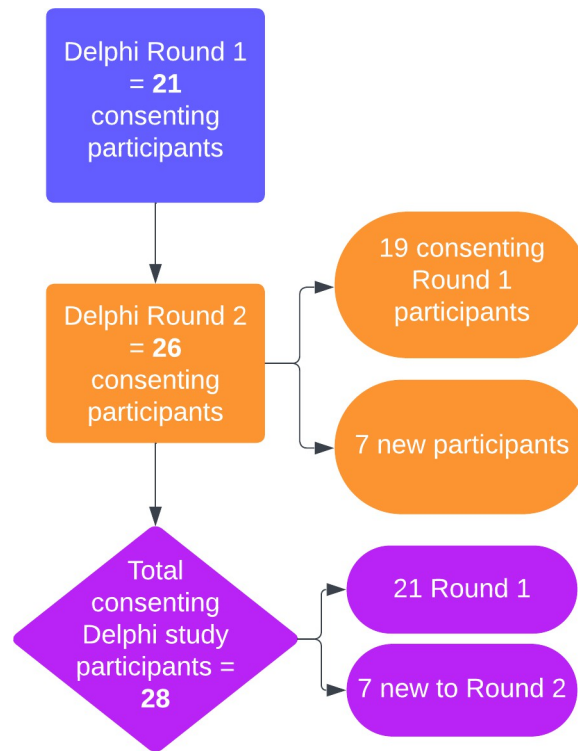 Delphi Round 1
= 21
consenting
participants
19 consenting
Round 1
participants
Delphi Round 2
= 26
consenting
participants
7 new participants
Total
consenting
Delphi study
participants =
28
21 Round 1
7 new to Round 2